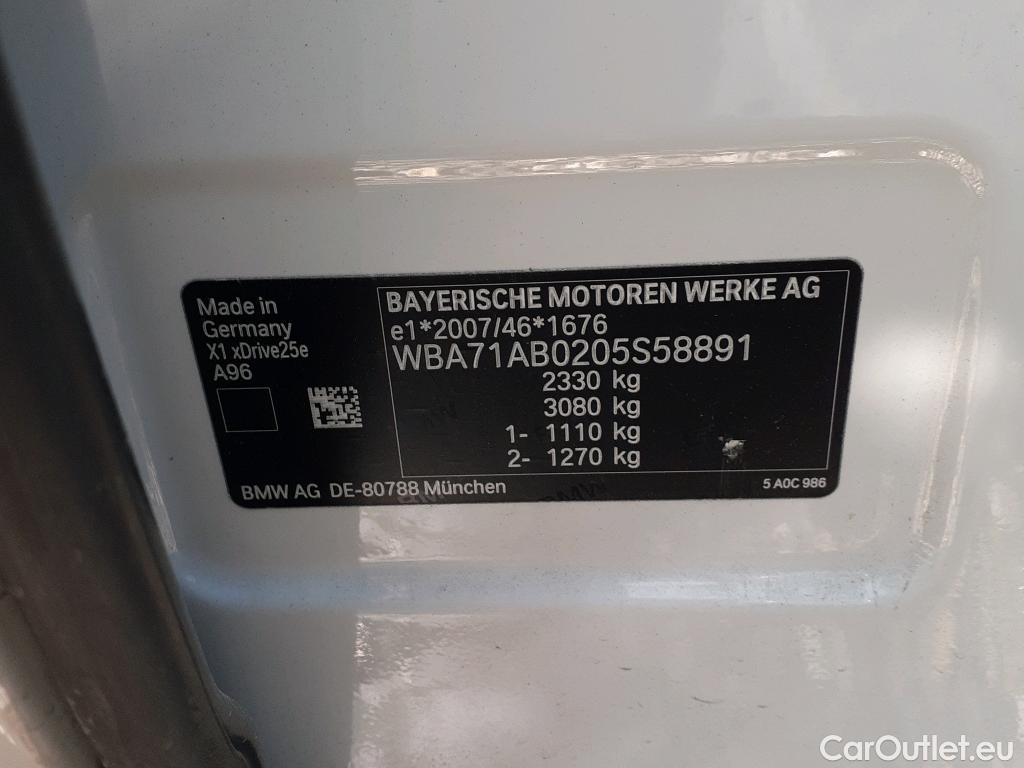 Made in
Germany
X1 xDrive25e
A96
BAYERISCHE MOTOREN WERKE AG
e1*2007/46*1676
WBA71AB0205S58891
2330 kg
3080 kg
1- 1110 kg
2- 1270 kg
BMW AG DE-80788 München
5 A0C 986
CarOutlet.eu